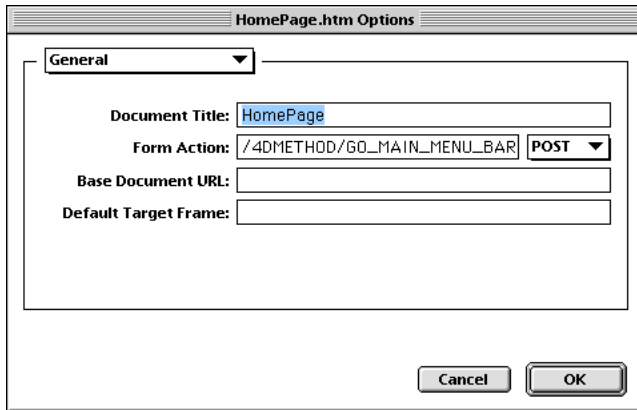 HomePage.htm Options
General
Document Title: HomePage
Form Action: /4DMETHOD/GO_MAIN_MENU_BAR POST
Base Document URL:
Default Target Frame:
Cancel OK